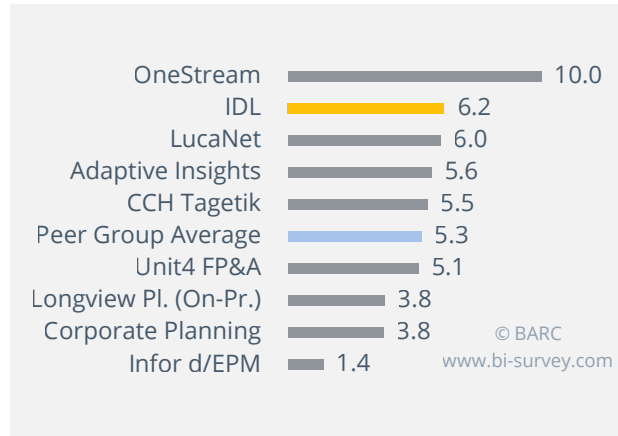 OneStream 10.0
IDL 6.2
LucaNet 6.0
Adaptive Insights 5.6
CCH Tagetik 5.5
Peer Group Average 5.3
Unit4 FP&A 5.1
Longview Pl. (On-Pr.) 3.8
Corporate Planning 3.8
© BARC
Infor d/EPM 1.4
www.bi-survey.com